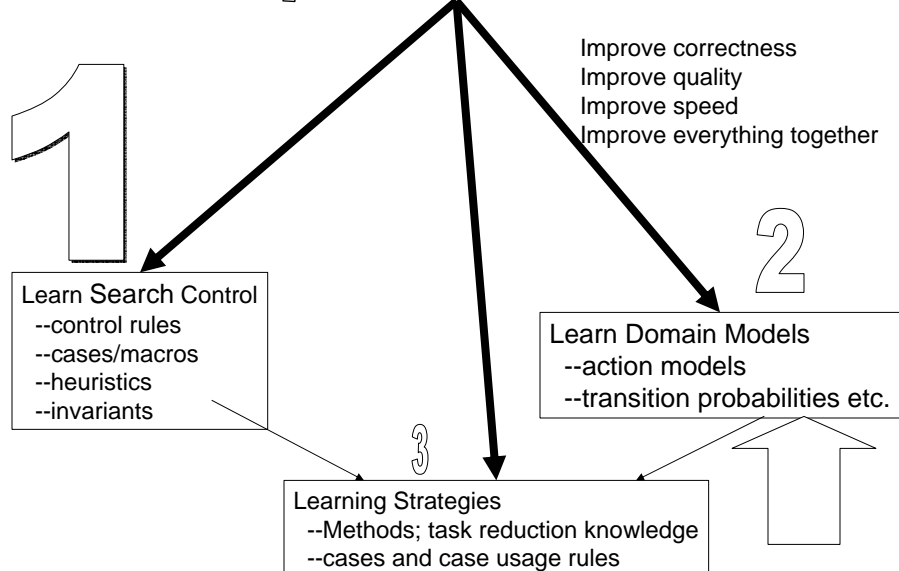 Improve correctness
Improve quality
Improve speed
Improve everything together
1
2
Learn Search Control
--control rules
--cases/macros
--heuristics
--invariants
Learn Domain Models
--action models
--transition probabilities etc.
3
Learning Strategies
--Methods; task reduction knowledge
--cases and case usage rules